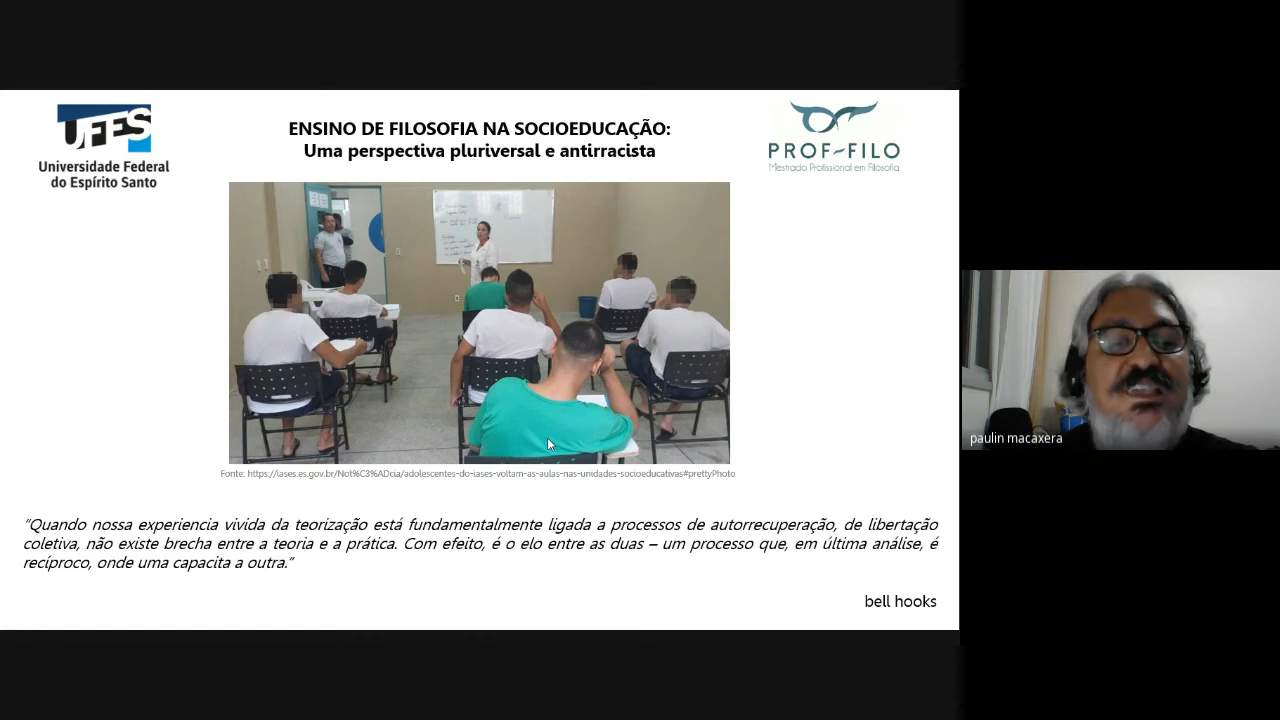 UFES
Universidade Federal
do Espírito Santo
ENSINO DE FILOSOFIA NA SOCIOEDUCAÇÃO:
Uma perspectiva pluriversal e antirracista
PROF-FILO
Mestrado Profissional em Filosofia
Fonte: https://iases.es.gov.br/Not%C3%ADcia/adolescentes-do-iases-voltam-as-aulas-nas-unidades-socioeducativas#prettyPhoto
"Quando nossa experiencia vivida da teorização está fundamentalmente ligada a processos de autorrecuperação, de libertação
coletiva, não existe brecha entre a teoria e a prática. Com efeito, é o elo entre as duas – um processo que, em última análise, é
recíproco, onde uma capacita a outra."
bell hooks
paulin macaxera